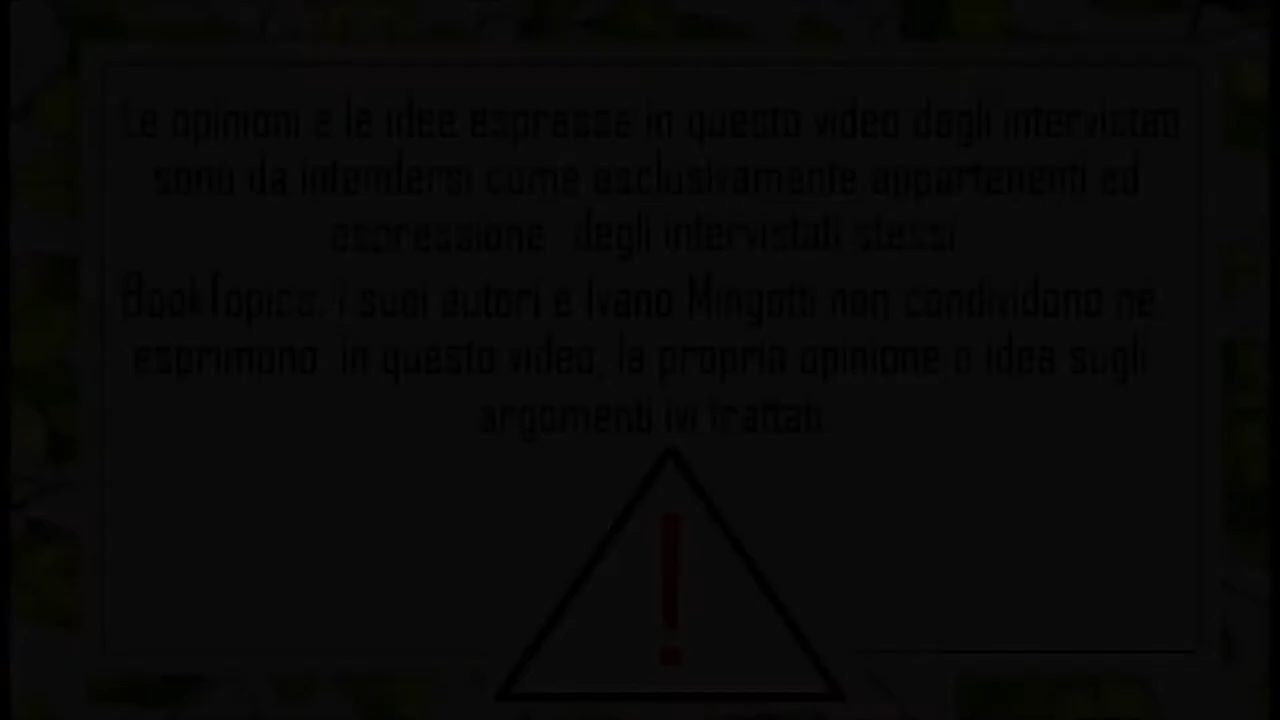 Le opinioni e le idee espresse in questo video dagli intervistati
sono da intendersi come esclusivamente appartenenti ed
espressione degli intervistati stessi
BookTopics, i suoi autori e Ivano Mingotti non condividono ne
esprimono in questo video, la propria opinione o idea sugli
argomenti ivi trattati
!